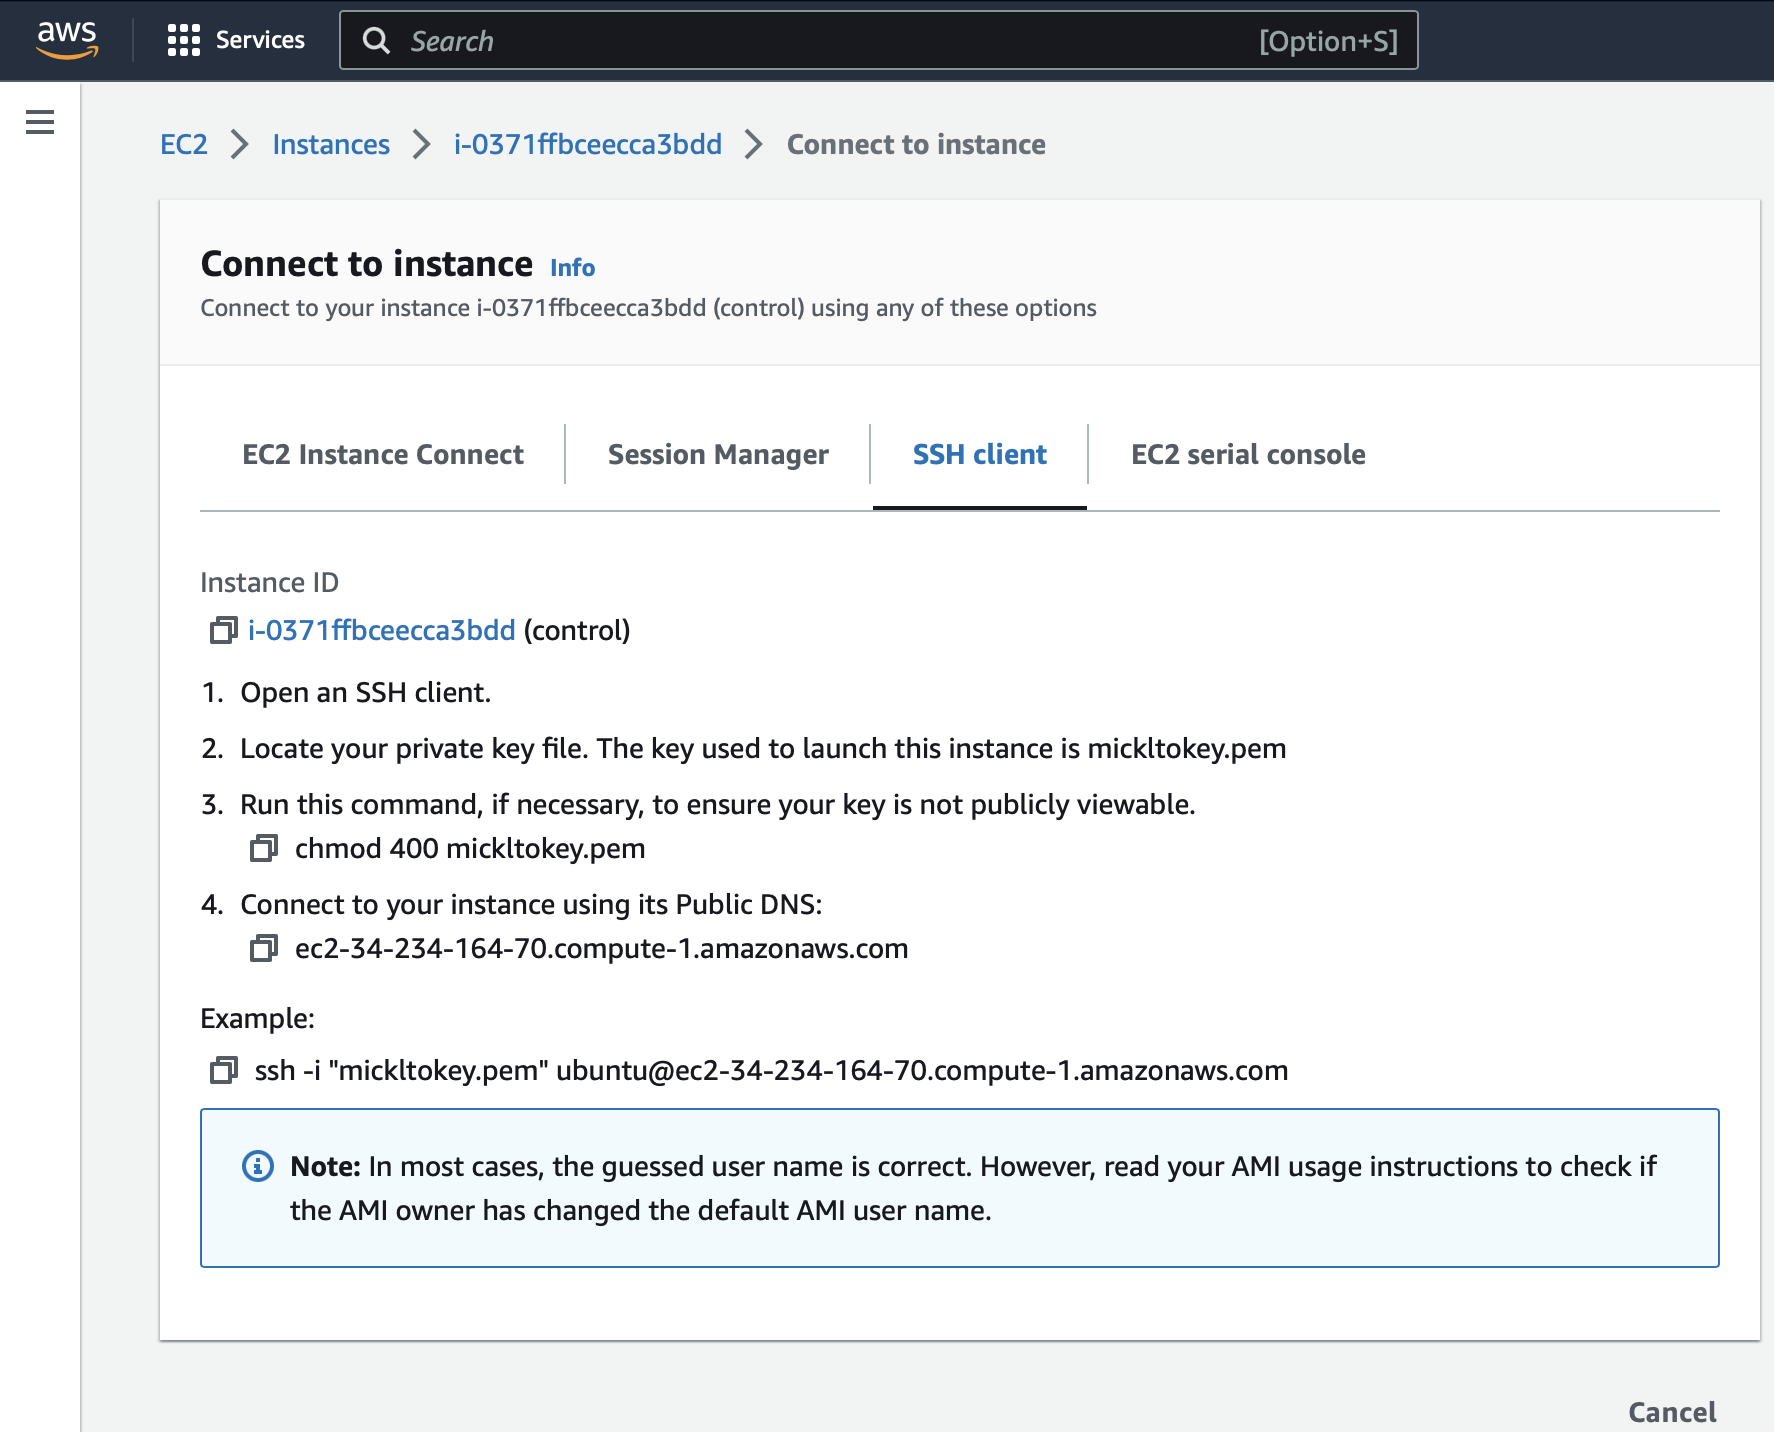 aws
Services
Search
[Option+S]
EC2 > Instances > i-0371ffbceecca3bdd > Connect to instance
Connect to instance Info
Connect to your instance i-0371ffbceecca3bdd (control) using any of these options
EC2 Instance Connect
Session Manager
SSH client
EC2 serial console
Instance ID
i-0371ffbceecca3bdd (control)
1. Open an SSH client.
2. Locate your private key file. The key used to launch this instance is mickltokey.pem
3. Run this command, if necessary, to ensure your key is not publicly viewable.
chmod 400 mickltokey.pem
4. Connect to your instance using its Public DNS:
ec2-34-234-164-70.compute-1.amazonaws.com
Example:
ssh -i "mickltokey.pem" ubuntu@ec2-34-234-164-70.compute-1.amazonaws.com
Note: In most cases, the guessed user name is correct. However, read your AMI usage instructions to check if
the AMI owner has changed the default AMI user name.
Cancel